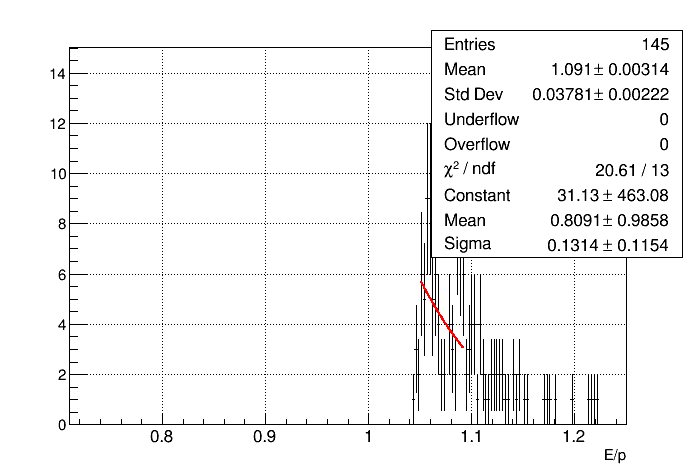 Entries 145
Mean 1.091 ± 0.00314
Std Dev 0.03781 ± 0.00222
Underflow 0
Overflow 0
χ² / ndf 20.61 / 13
Constant 31.13 ± 463.08
Mean 0.8091 ± 0.9858
Sigma 0.1314 ± 0.1154
14
12
10
8
6
4
2
0
0.8 0.9 1 1.1 1.2
E/p